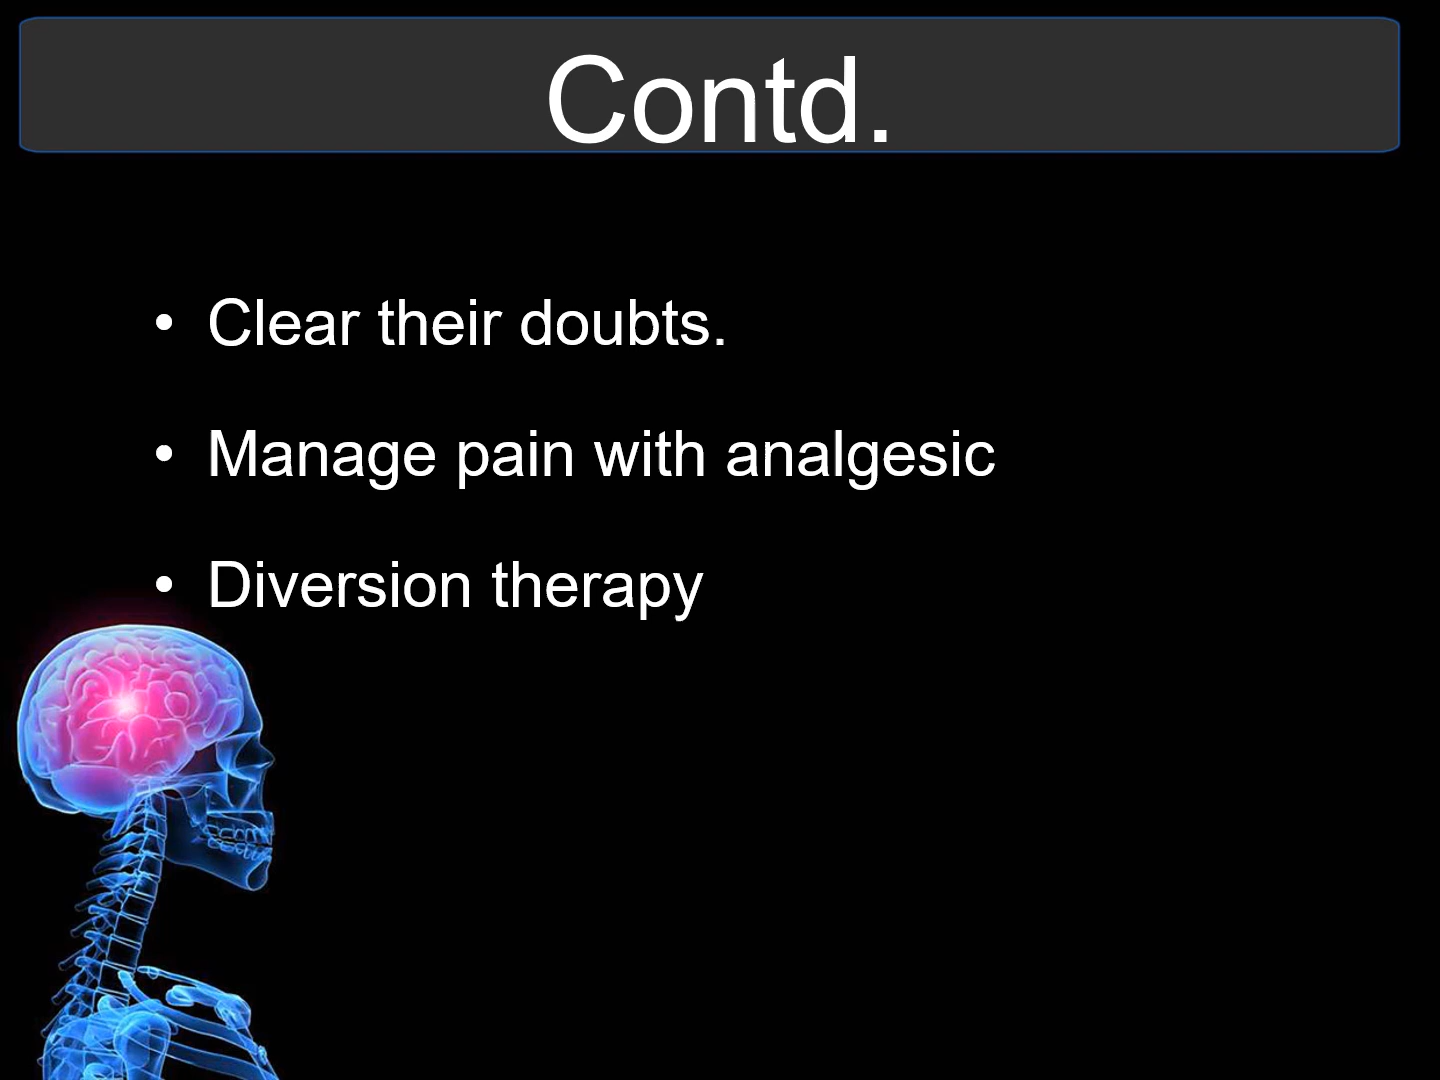 Contd.
• Clear their doubts.
• Manage pain with analgesic
• Diversion therapy